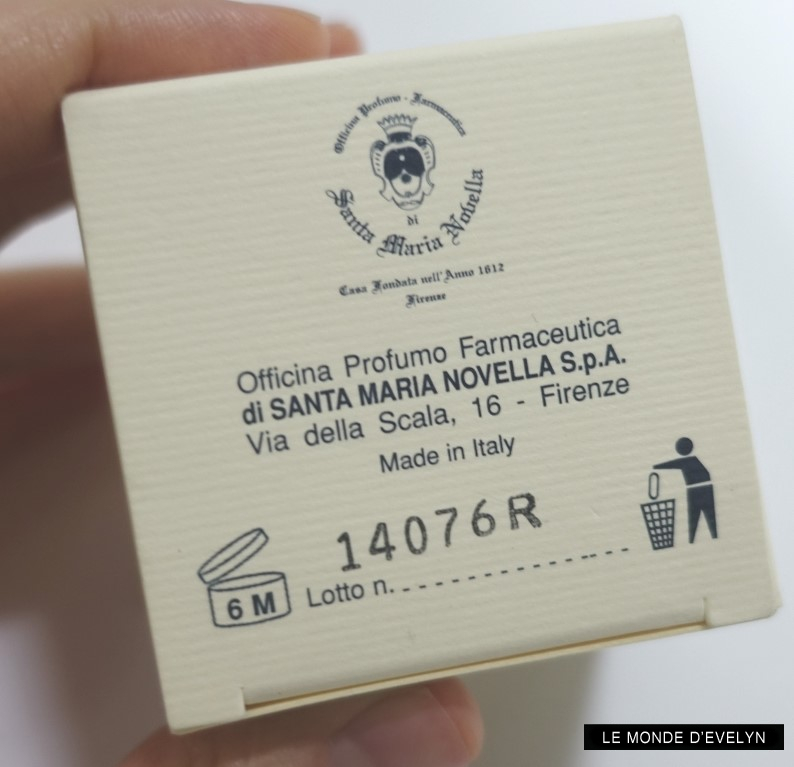 Officina Profumo - Farmaceutica
di
Santa Maria Novella
Casa Fondata nell'Anno 1612
Firenze
Officina Profumo Farmaceutica
di SANTA MARIA NOVELLA S.p.A.
Via della Scala, 16 - Firenze
Made in Italy
14076R
6 M
Lotto n.
LE MONDE D'EVELYN